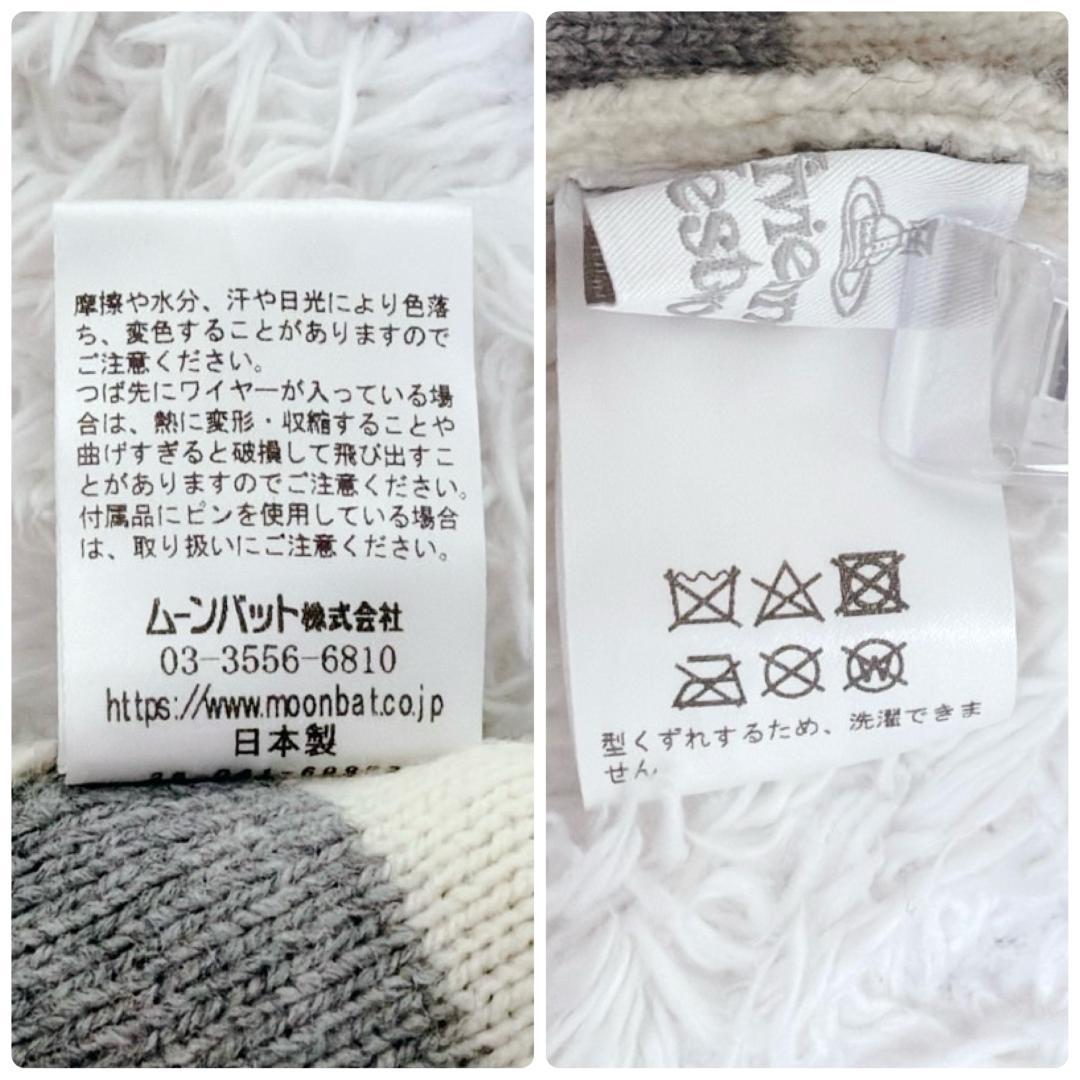 摩擦や水分、汗や日光により色落
ち、変色することがありますので
ご注意ください。
つば先にワイヤーが入っている場
合は、熱に変形・収縮することや
曲げすぎると破損して飛び出すこ
とがありますのでご注意ください。
付属品にピンを使用している場合
は、取り扱いにご注意ください。
ムーンバット株式会社
03-3556-6810
https://www.moonbat.co.jp
日本製
型くずれするため、洗濯できま
せん